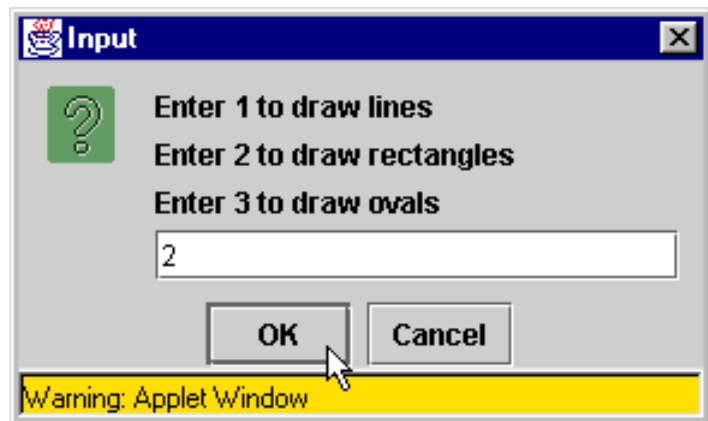 Input
Enter 1 to draw lines
Enter 2 to draw rectangles
Enter 3 to draw ovals
2
OK Cancel
Warning: Applet Window